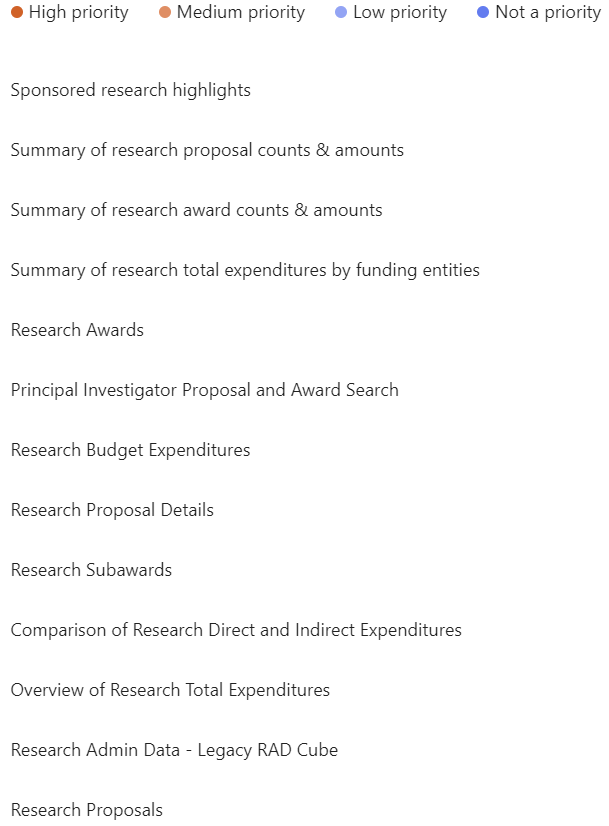 High priority Medium priority Low priority Not a priority
Sponsored research highlights
Summary of research proposal counts & amounts
Summary of research award counts & amounts
Summary of research total expenditures by funding entities
Research Awards
Principal Investigator Proposal and Award Search
Research Budget Expenditures
Research Proposal Details
Research Subawards
Comparison of Research Direct and Indirect Expenditures
Overview of Research Total Expenditures
Research Admin Data - Legacy RAD Cube
Research Proposals